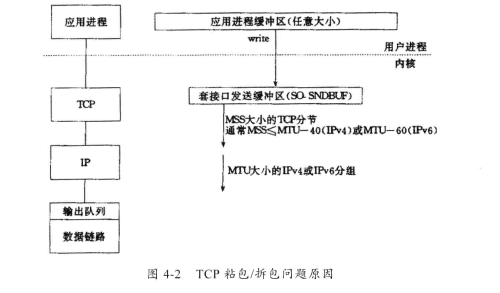 应用进程
应用进程缓冲区(任意大小)
write
用户进程
内核
TCP
套接口发送缓冲区(SO-SNDBUF)
MSS大小的TCP分节
通常MSS≤MTU-40(IPv4)或MTU-60(IPv6)
IP
MTU大小的IPv4或IPv6分组
输出队列
数据链路
图 4-2 TCP 粘包/拆包问题原因